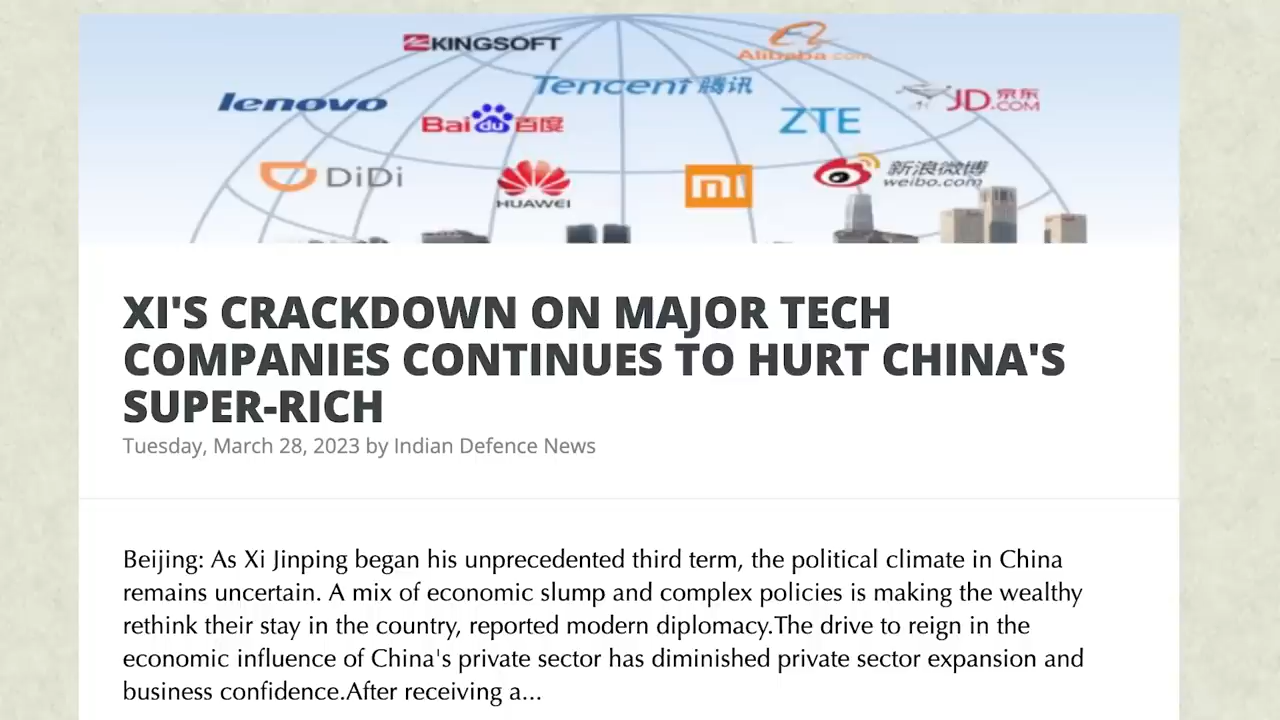 KINGSOFT
Alibaba.com
Tencent 腾讯
lenovo
JD.COM 京东
Baidu百度
ZTE
DiDi
HUAWEI
mi
新浪微博
weibo.com
XI'S CRACKDOWN ON MAJOR TECH
COMPANIES CONTINUES TO HURT CHINA'S
SUPER-RICH
Tuesday, March 28, 2023 by Indian Defence News
Beijing: As Xi Jinping began his unprecedented third term, the political climate in China
remains uncertain. A mix of economic slump and complex policies is making the wealthy
rethink their stay in the country, reported modern diplomacy.The drive to reign in the
economic influence of China's private sector has diminished private sector expansion and
business confidence.After receiving a...